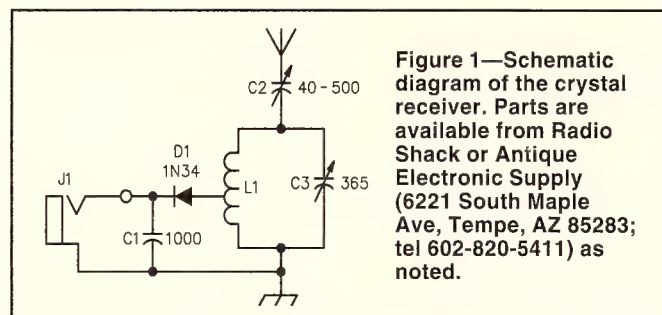 C2 40-500
D1
1N34
J1
L1
C3 365
C1 1000
Figure 1—Schematic
diagram of the crystal
receiver. Parts are
available from Radio
Shack or Antique
Electronic Supply
(6221 South Maple
Ave, Tempe, AZ 85283;
tel 602-820-5411) as
noted.